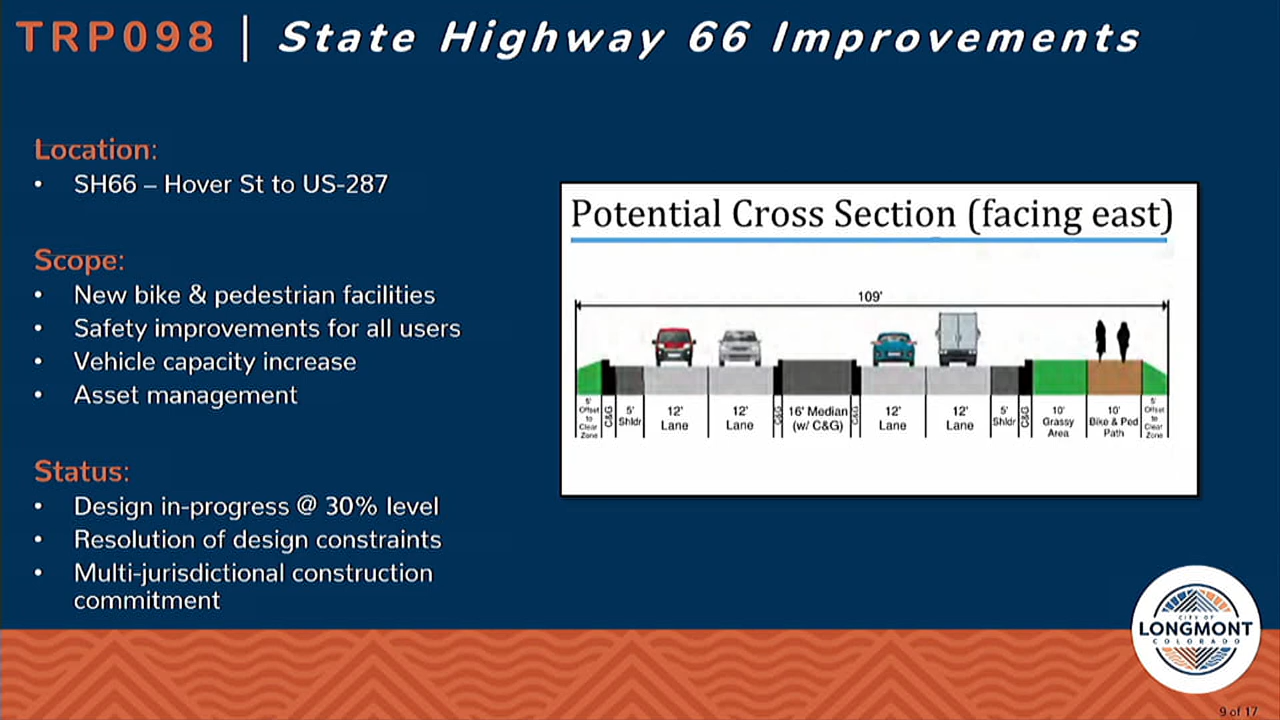 TRP098 | State Highway 66 Improvements
Location:
• SH66 – Hover St to US-287
Scope:
• New bike & pedestrian facilities
• Safety improvements for all users
• Vehicle capacity increase
• Asset management
Status:
• Design in-progress @ 30% level
• Resolution of design constraints
• Multi-jurisdictional construction
commitment
Potential Cross Section (facing east)
109'
5'
Offset
to
Clear
Zone
C&G
5'
Shldr
12'
Lane
12'
Lane
C&G
16' Median
(w/ C&G)
C&G
12'
Lane
12'
Lane
5'
Shldr
C&G
10'
Grassy
Area
10'
Bike & Ped
Path
5'
Offset
to
Clear
Zone
CITY OF
LONGMONT
COLORADO
9 of 17